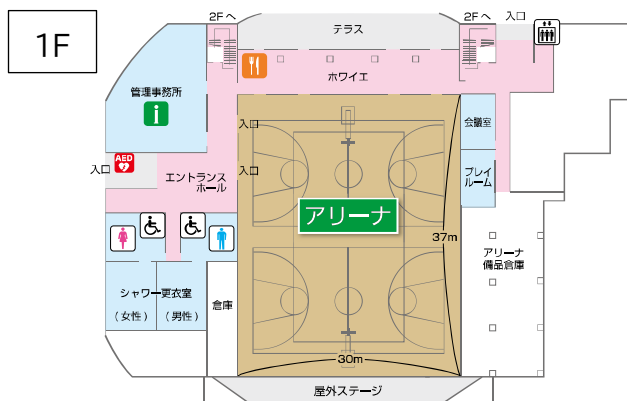 1F
2Fへ
2Fへ
入口
テラス
ホワイエ
管理事務所
i
入口
会議室
AED
入口
エントランス
ホール
入口
プレイ
ルーム
アリーナ
37m
アリーナ
備品倉庫
シャワー更衣室
(女性)
(男性)
倉庫
30m
屋外ステージ